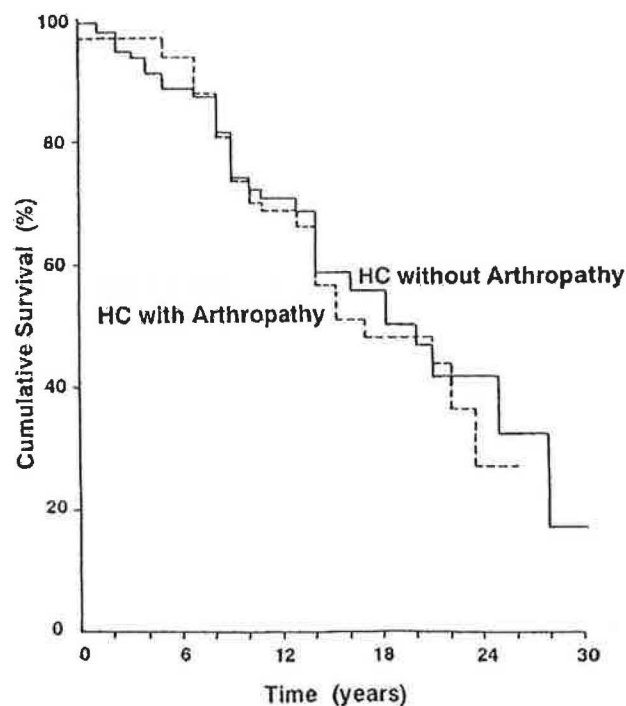 100
80
60
40
20
0
Cumulative Survival (%)
HC without Arthropathy
HC with Arthropathy
0 6 12 18 24 30
Time (years)